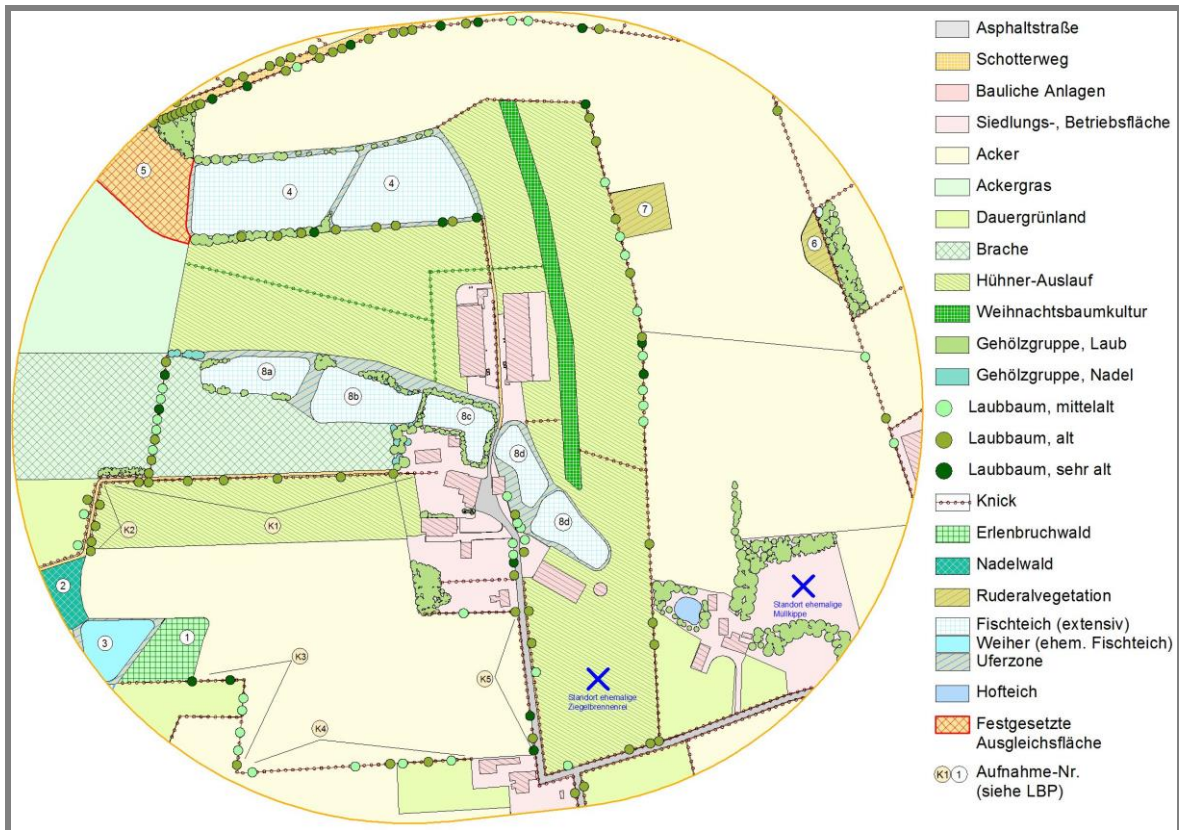 5
4
4
7
6
8a
8b
8c
8d
8d
K1
K2
2
3
1
K3
K4
K5
Standort ehemalige
Müllkippe
Standort ehemalige
Ziegelbrennenrei
Asphaltstraße
Schotterweg
Bauliche Anlagen
Siedlungs-, Betriebsfläche
Acker
Ackergras
Dauergrünland
Brache
Hühner-Auslauf
Weihnachtsbaumkultur
Gehölzgruppe, Laub
Gehölzgruppe, Nadel
Laubbaum, mittelalt
Laubbaum, alt
Laubbaum, sehr alt
Knick
Erlenbruchwald
Nadelwald
Ruderalvegetation
Fischteich (extensiv)
Weiher (ehem. Fischteich)
Uferzone
Hofteich
Festgesetzte
Ausgleichsfläche
K1 1 Aufnahme-Nr.
(siehe LBP)